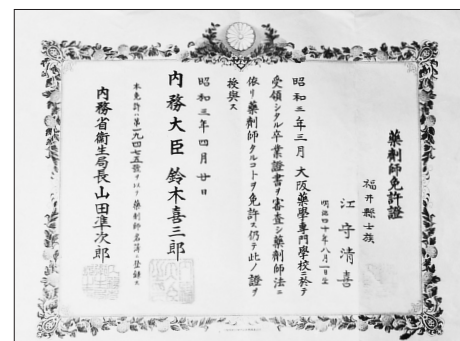 藥劑師免許證
福井縣士族
江守清喜
明治四十年八月一日生
昭和三年三月大阪藥學專門學校ニ於テ
受領シタル卒業證書ヲ審査シ藥劑師法ニ
依リ藥劑師タルコトヲ免許ス仍テ此ノ證ヲ
授與ス
昭和三年四月廿日
內務大臣 鈴木喜三郎
本免許ハ第一九四七五號ヲ以テ藥劑師名簿ニ登錄ス
內務省衞生局長山田準次郎